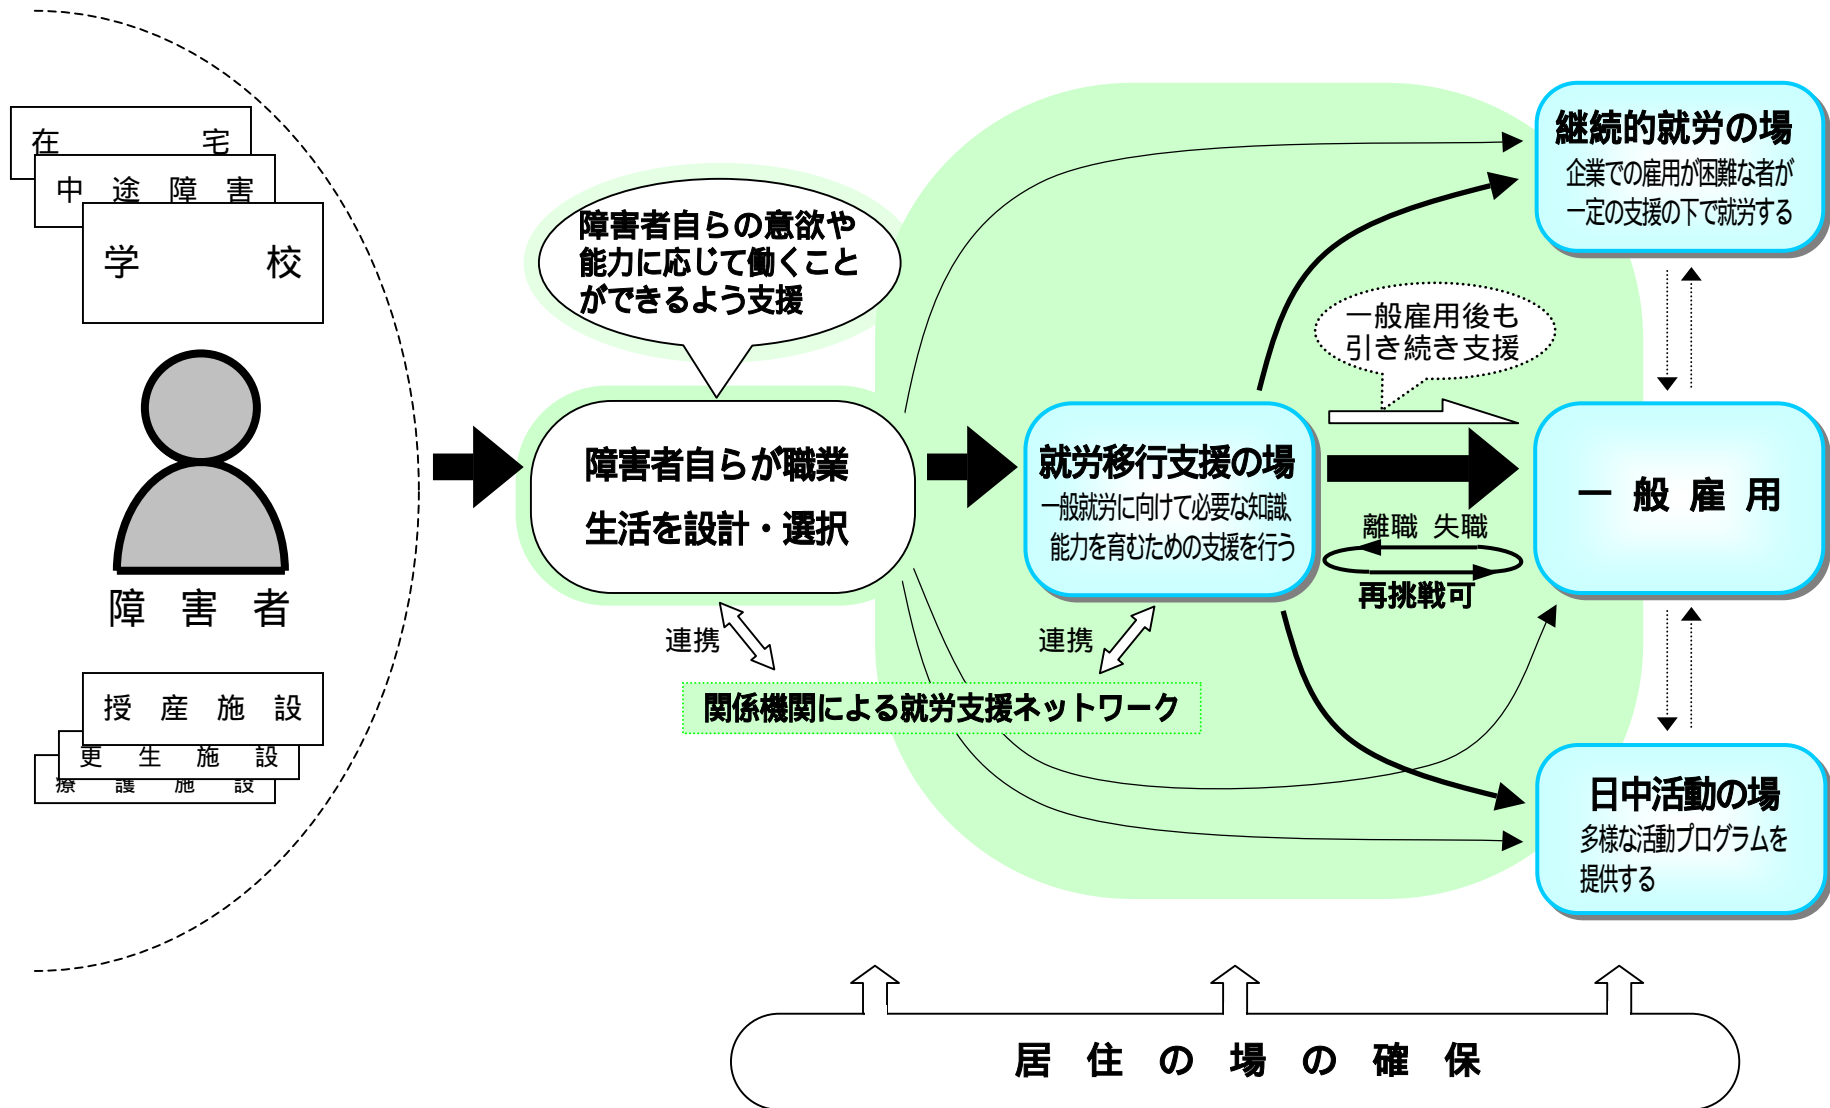 在宅
中途障害
学校
障害者
授産施設
更生施設
療護施設
障害者自らの意欲や
能力に応じて働くこと
ができるよう支援
障害者自らが職業
生活を設計・選択
連携
連携
関係機関による就労支援ネットワーク
就労移行支援の場
一般就労に向けて必要な知識、
能力を育むための支援を行う
一般雇用後も
引き続き支援
離職 失職
再挑戦可
継続的就労の場
企業での雇用が困難な者が
一定の支援の下で就労する
一般雇用
日中活動の場
多様な活動プログラムを
提供する
居住の場の確保